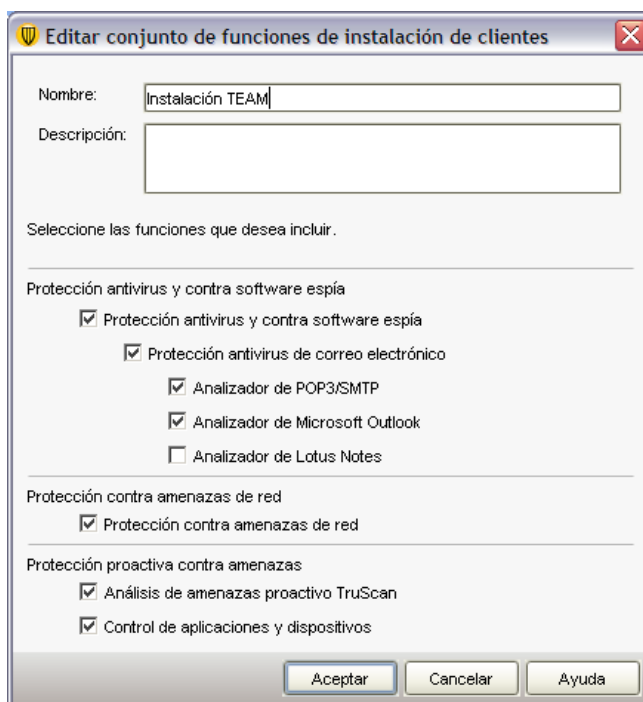 Editar conjunto de funciones de instalación de clientes
Nombre:
Instalación TEAM
Descripción:
Seleccione las funciones que desea incluir.
Protección antivirus y contra software espía
Protección antivirus y contra software espía
Protección antivirus de correo electrónico
Analizador de POP3/SMTP
Analizador de Microsoft Outlook
Analizador de Lotus Notes
Protección contra amenazas de red
Protección contra amenazas de red
Protección proactiva contra amenazas
Análisis de amenazas proactivo TruScan
Control de aplicaciones y dispositivos
Aceptar Cancelar Ayuda